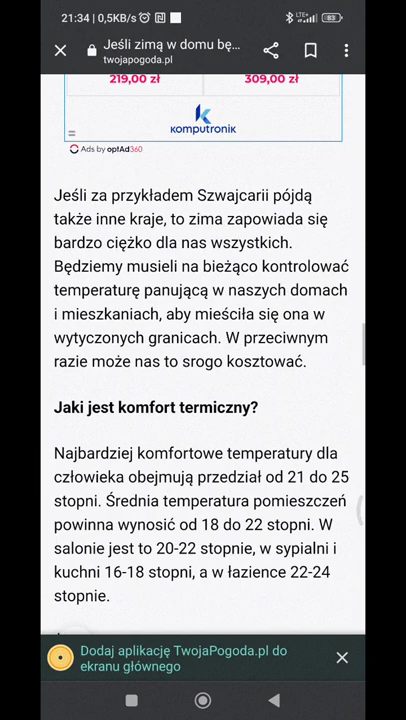 21:34 | 0,5KB/s
LTE+
83
Jeśli zimą w domu bę...
twojapogoda.pl
219,00 zł
309,00 zł
komputronik
Ads by optAd360
Jeśli za przykładem Szwajcarii pójdą
także inne kraje, to zima zapowiada się
bardzo ciężko dla nas wszystkich.
Będziemy musieli na bieżąco kontrolować
temperaturę panującą w naszych domach
i mieszkaniach, aby mieściła się ona w
wytyczonych granicach. W przeciwnym
razie może nas to srogo kosztować.
Jaki jest komfort termiczny?
Najbardziej komfortowe temperatury dla
człowieka obejmują przedział od 21 do 25
stopni. Średnia temperatura pomieszczeń
powinna wynosić od 18 do 22 stopni. W
salonie jest to 20-22 stopnie, w sypialni i
kuchni 16-18 stopni, a w łazience 22-24
stopnie.
Dodaj aplikację TwojaPogoda.pl do
ekranu głównego